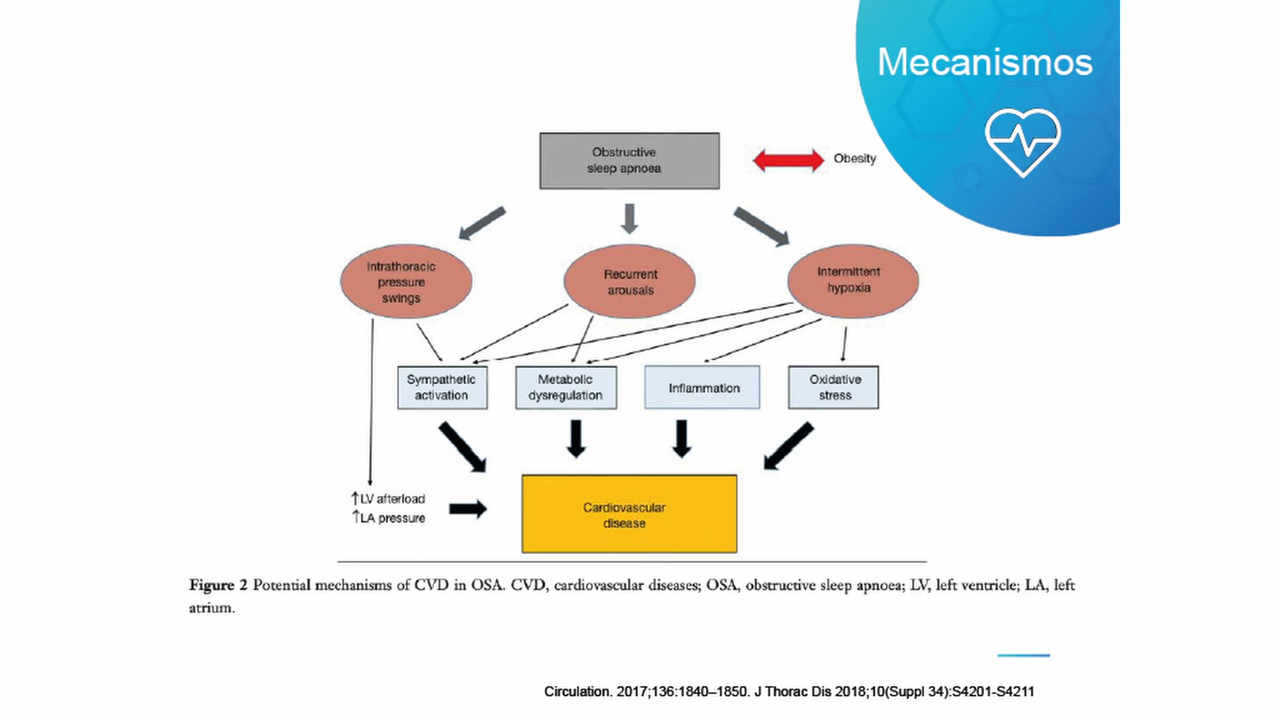 Mecanismos
Obstructive
sleep apnoea
Obesity
Intrathoracic
pressure
swings
Recurrent
arousals
Intermittent
hypoxia
Sympathetic
activation
Metabolic
dysregulation
Inflammation
Oxidative
stress
↑LV afterload
↑LA pressure
Cardiovascular
disease
Figure 2 Potential mechanisms of CVD in OSA. CVD, cardiovascular diseases; OSA, obstructive sleep apnoea; LV, left ventricle; LA, left
atrium.
Circulation. 2017;136:1840–1850. J Thorac Dis 2018;10(Suppl 34):S4201-S4211